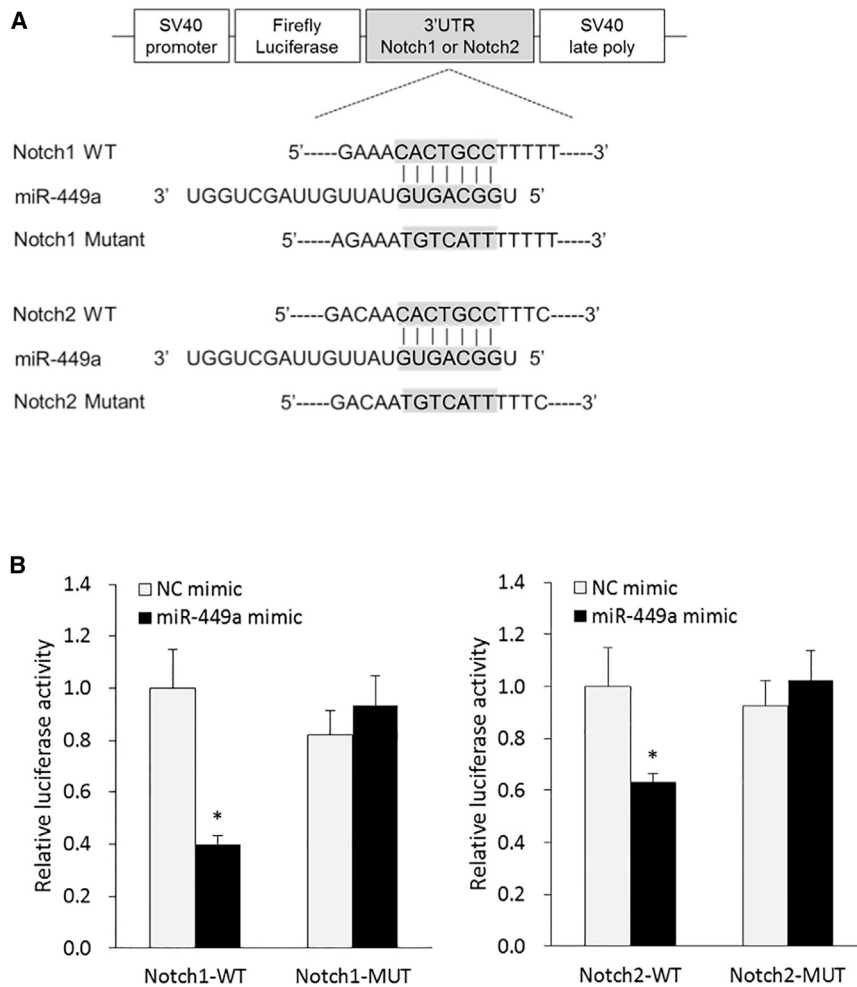 A
SV40 promoter
Firefly Luciferase
3'UTR Notch1 or Notch2
SV40 late poly
Notch1 WT 5'-----GAAACACTGCCTTTTT-----3'
miR-449a 3' UGGUCGAUUGUUAUGUGACGGU 5'
Notch1 Mutant 5'-----AGAAATGTCATTTTTTT-----3'
Notch2 WT 5'-----GACAACACTGCCTTTC-----3'
miR-449a 3' UGGUCGAUUGUUAUGUGACGGU 5'
Notch2 Mutant 5'-----GACAATGTCATTTTTC-----3'
B
Relative luciferase activity
1.4
1.2
1.0
0.8
0.6
0.4
0.2
0.0
NC mimic
miR-449a mimic
*
Notch1-WT
Notch1-MUT
Relative luciferase activity
1.4
1.2
1.0
0.8
0.6
0.4
0.2
0.0
NC mimic
miR-449a mimic
*
Notch2-WT
Notch2-MUT